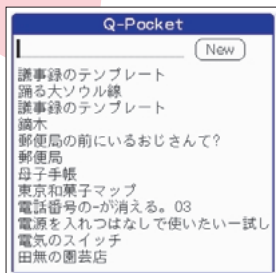 Q-Pocket
New
議事録のテンプレート
踊る大ソウル線
議事録のテンプレート
鏑木
郵便局の前にいるおじさんて?
郵便局
母子手帳
東京和菓子マップ
電話番号の-が消える。03
電源を入れつはなしで使いたいー試し
電気のスイッチ
田無の園芸店